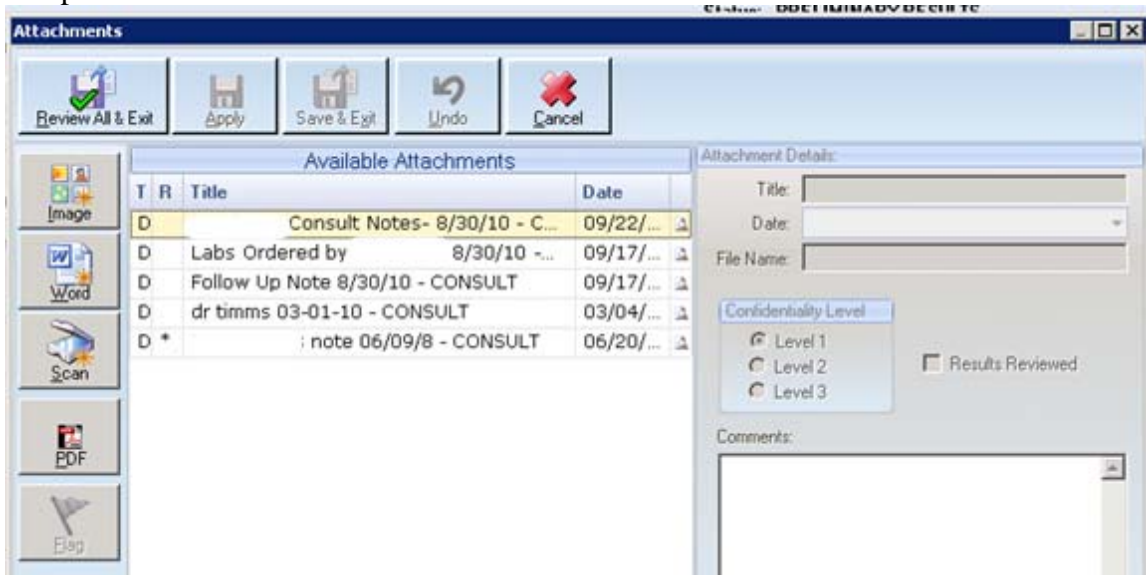 Status: PRELIMINARY RESULTS
Attachments
Review All & Exit
Apply
Save & Exit
Undo
Cancel
Image
Word
Scan
PDF
Flag
Available Attachments
T R Title Date
D Consult Notes- 8/30/10 - C... 09/22/...
D Labs Ordered by 8/30/10 -... 09/17/...
D Follow Up Note 8/30/10 - CONSULT 09/17/...
D dr timms 03-01-10 - CONSULT 03/04/...
D * : note 06/09/8 - CONSULT 06/20/...
Attachment Details:
Title:
Date:
File Name:
Confidentiality Level
Level 1
Level 2
Level 3
Results Reviewed
Comments: